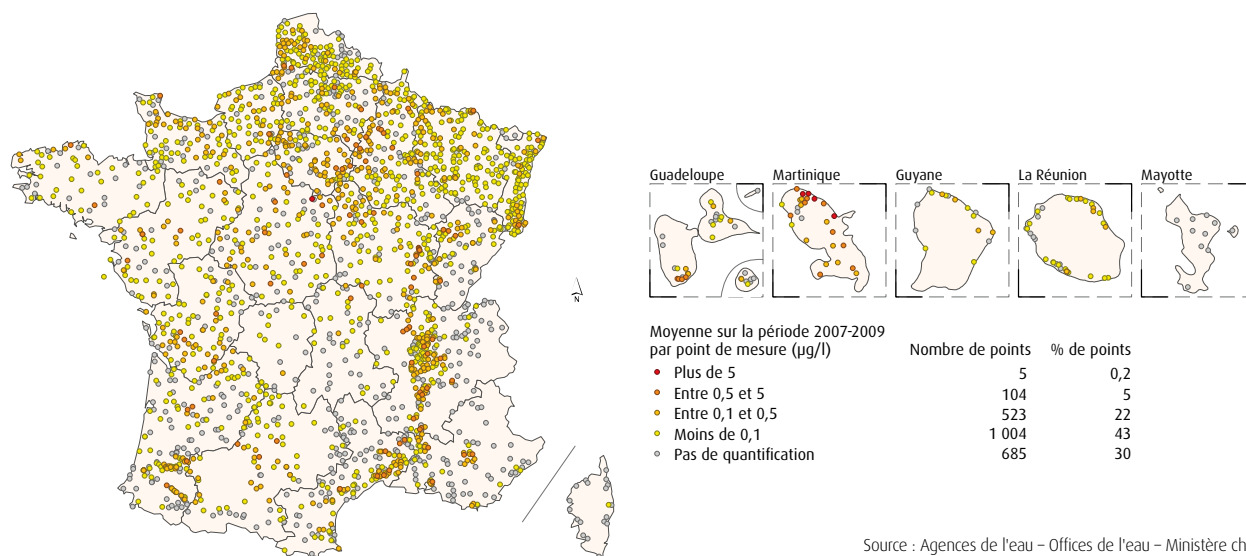 Guadeloupe Martinique Guyane La Réunion Mayotte
N
Moyenne sur la période 2007-2009
par point de mesure (µg/l) Nombre de points % de points
Plus de 5 5 0,2
Entre 0,5 et 5 104 5
Entre 0,1 et 0,5 523 22
Moins de 0,1 1 004 43
Pas de quantification 685 30
Source : Agences de l'eau – Offices de l'eau – Ministère ch